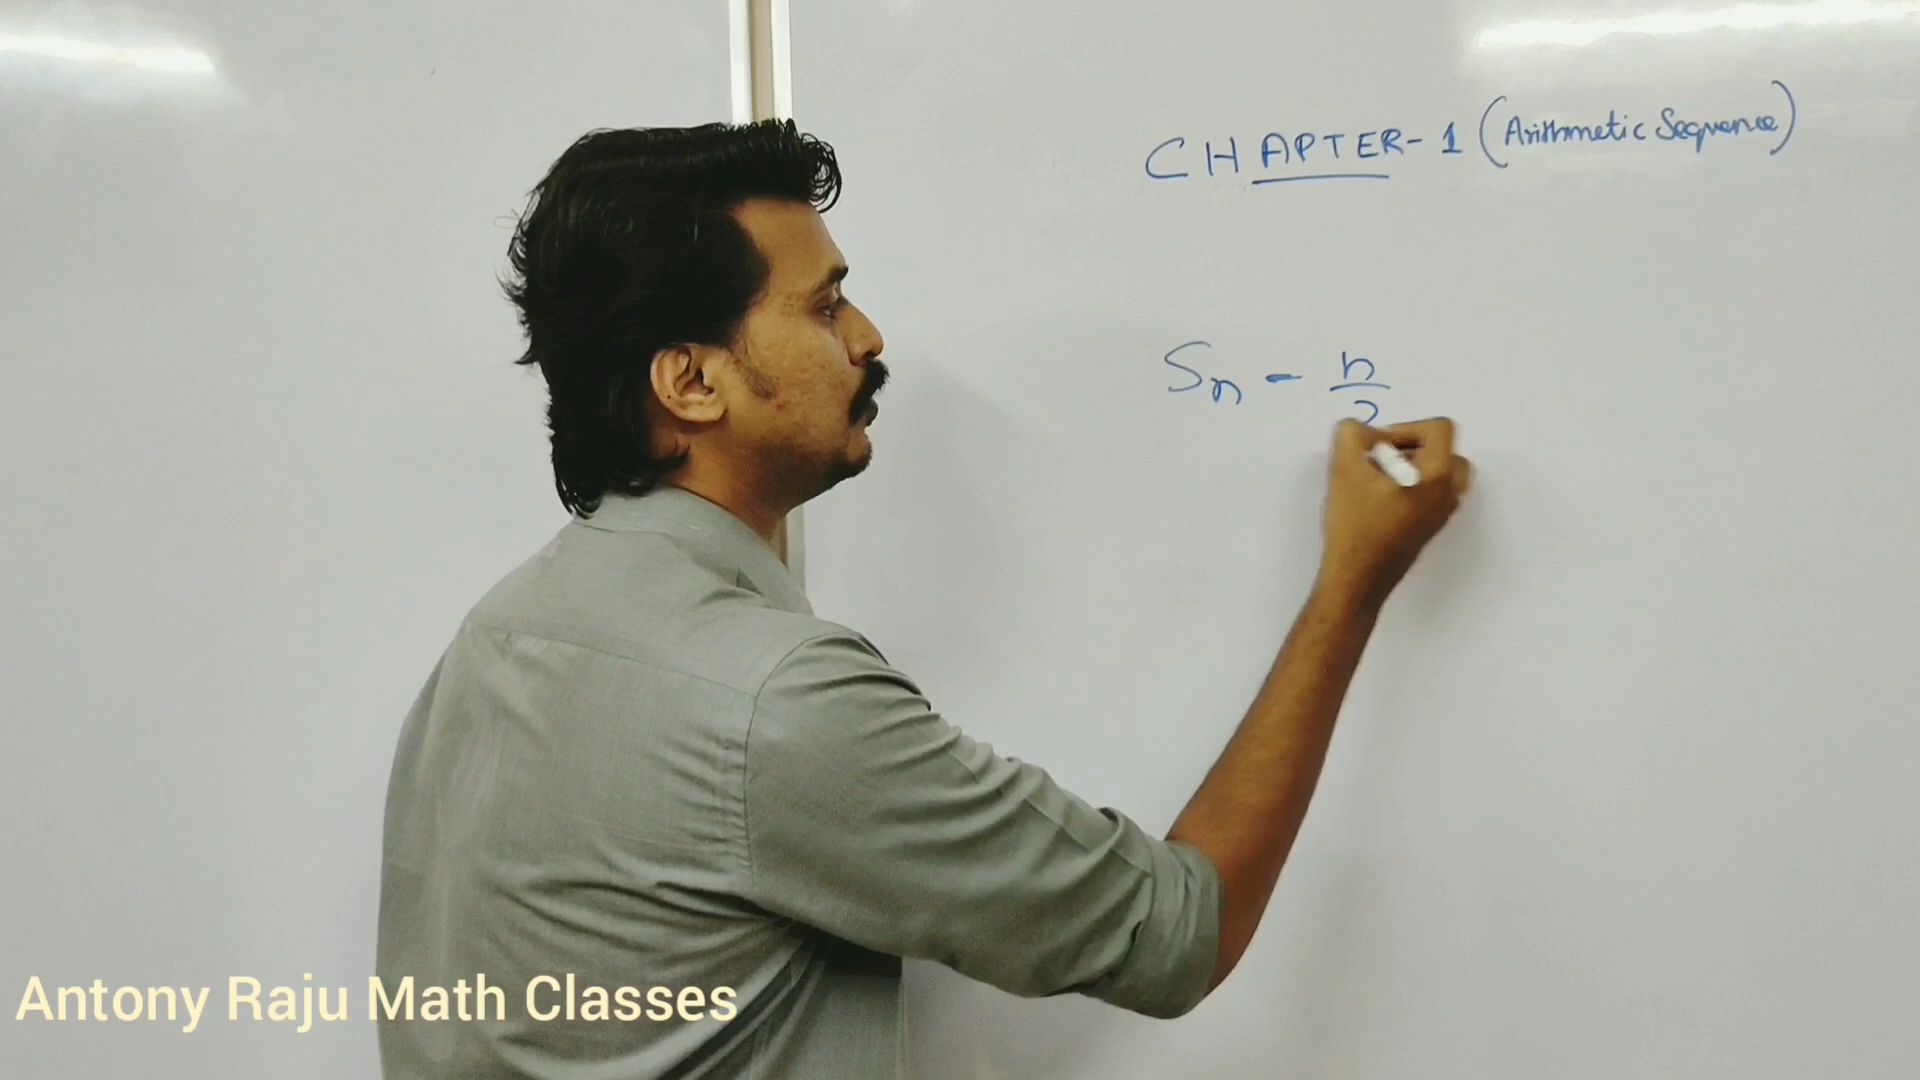 CHAPTER-1 (Arithmetic Sequence)
Sn = n/2
Antony Raju Math Classes